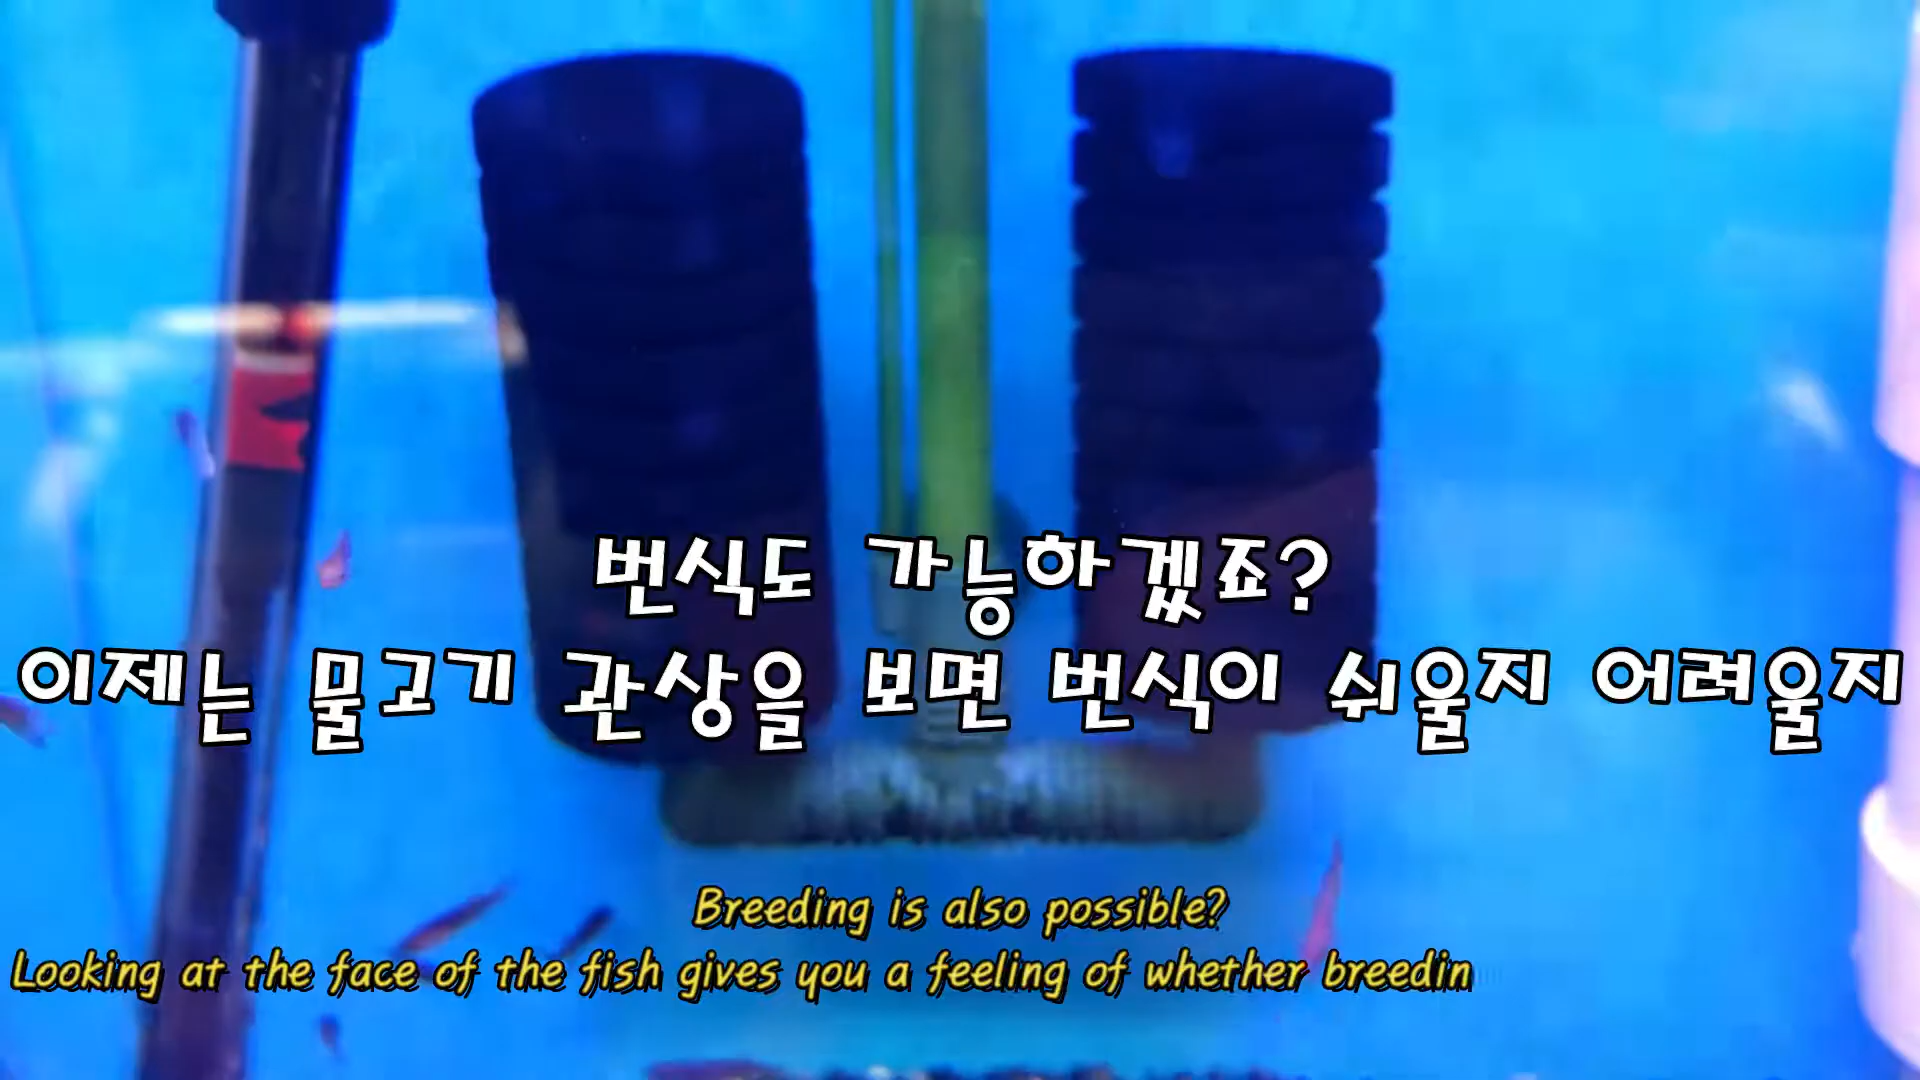 번식도 가능하겠죠?
이제는 물고기 관상을 보면 번식이 쉬울지 어려울지
Breeding is also possible?
Looking at the face of the fish gives you a feeling of whether breedin